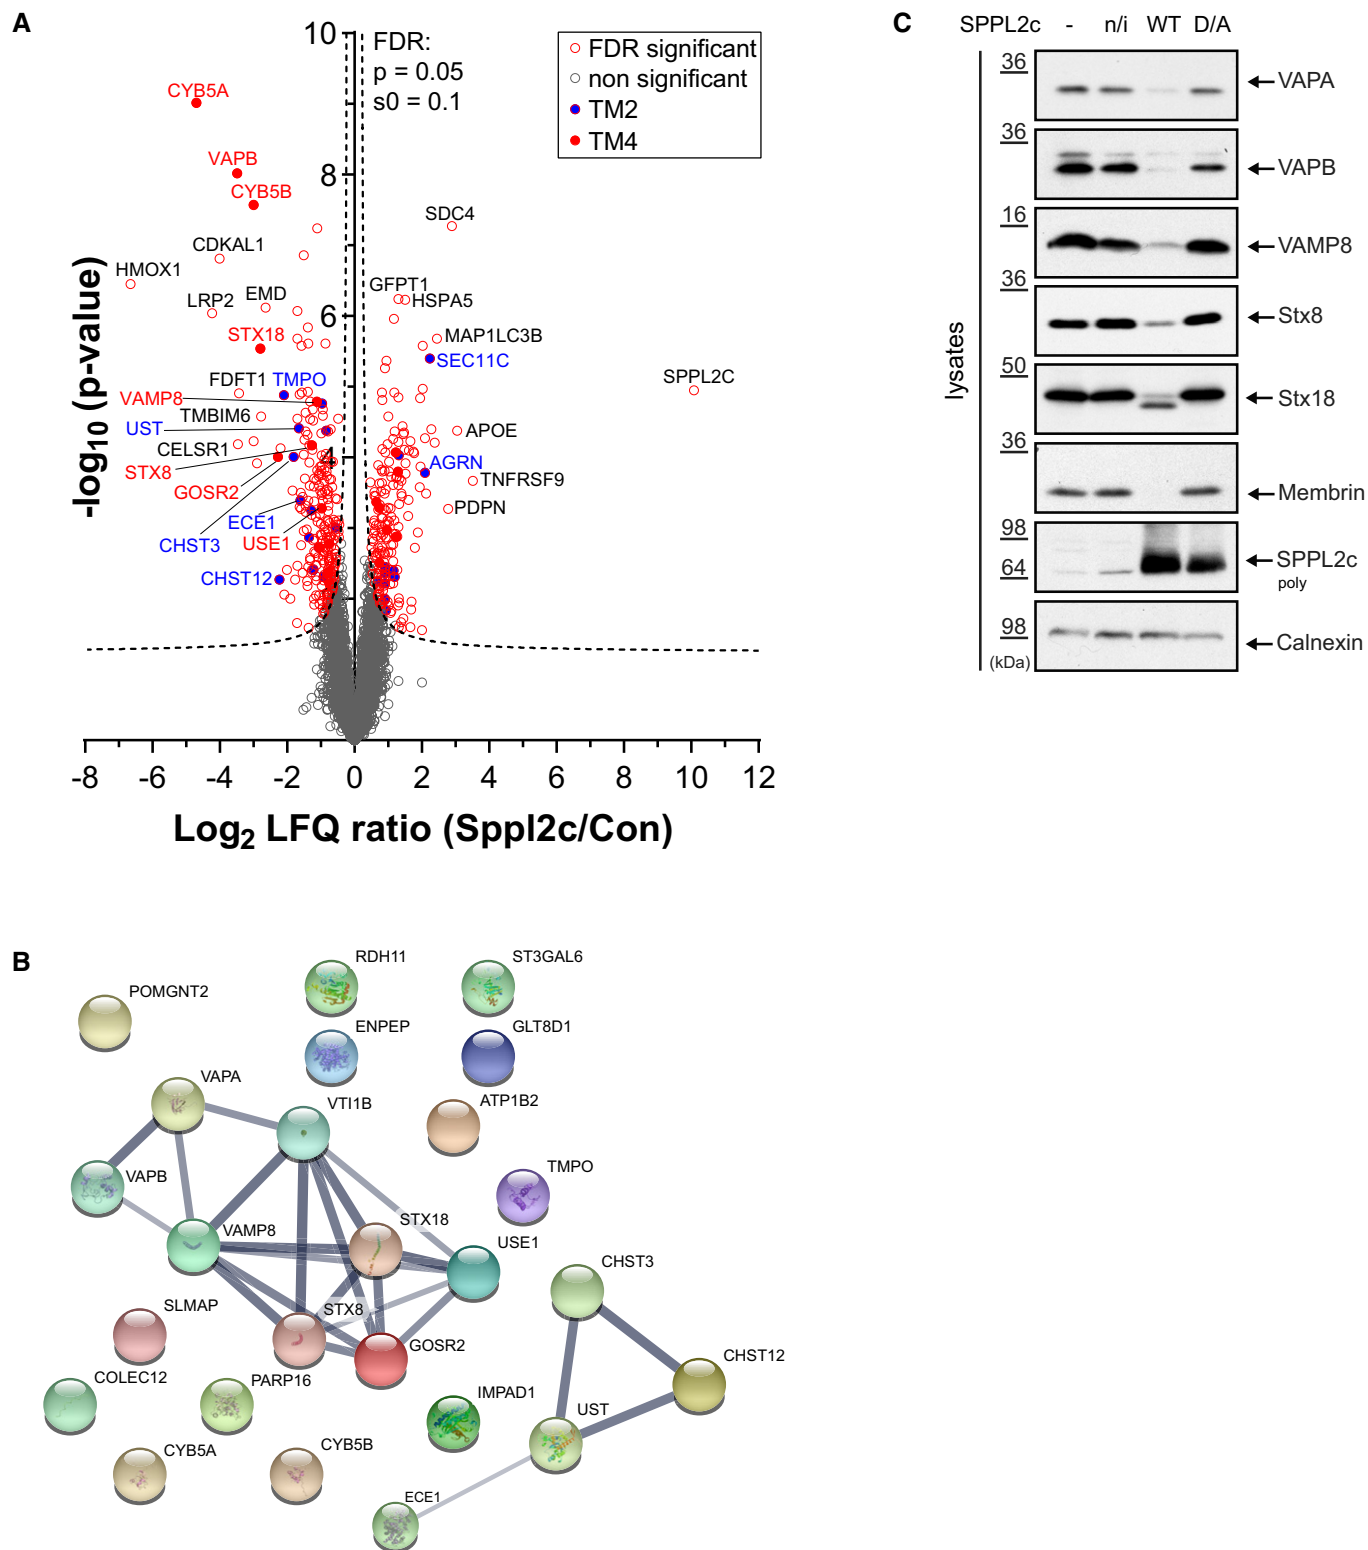 A
10
8
6
4
FDR:
p = 0.05
s0 = 0.1
FDR significant
non significant
TM2
TM4
CYB5A
VAPB
CYB5B
CDKAL1
HMOX1
LRP2
EMD
STX18
FDFT1
TMPO
VAMP8
TMBIM6
UST
CELSR1
STX8
GOSR2
ECE1
CHST3
USE1
CHST12
SDC4
GFPT1
HSPA5
MAP1LC3B
SEC11C
SPPL2C
APOE
AGRN
TNFRSF9
PDPN
-log10 (p-value)
-8 -6 -4 -2 0 2 4 6 8 10 12
Log2 LFQ ratio (Sppl2c/Con)
C
SPPL2c - n/i WT D/A
lysates
36
VAPA
36
VAPB
16
VAMP8
36
Stx8
50
Stx18
36
Membrin
98
64
SPPL2c
poly
98
(kDa)
Calnexin
B
RDH11
ST3GAL6
POMGNT2
ENPEP
GLT8D1
VAPA
VTI1B
ATP1B2
VAPB
TMPO
VAMP8
STX18
USE1
CHST3
SLMAP
STX8
GOSR2
CHST12
COLEC12
PARP16
IMPAD1
UST
CYB5A
CYB5B
ECE1